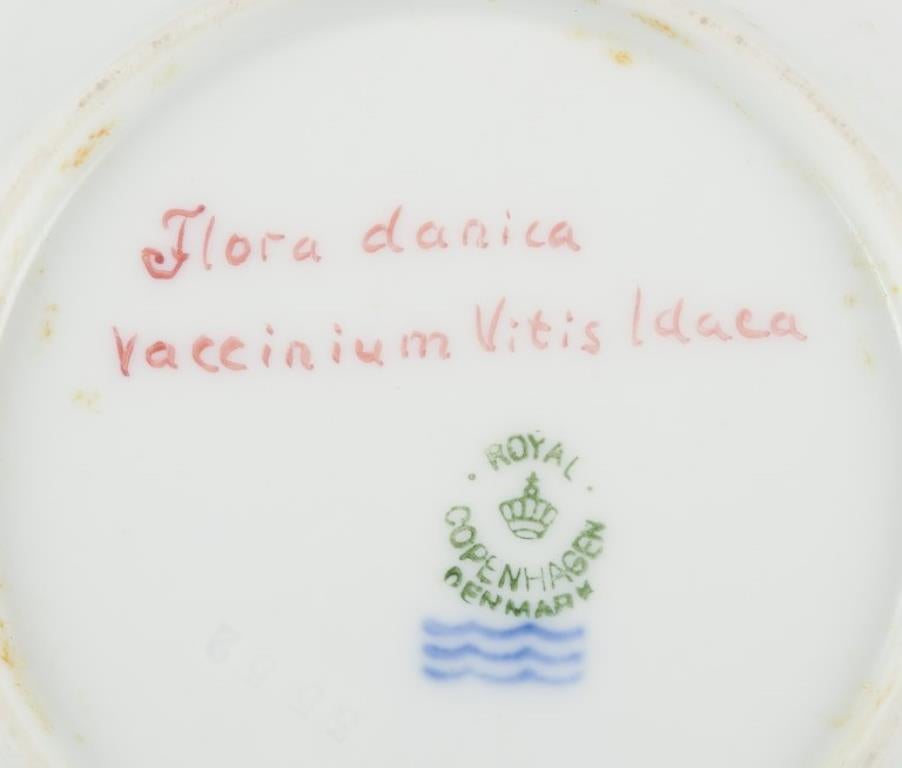 Flora danica
Vaccinium Vitis Idaea
ROYAL
COPENHAGEN
DENMARK